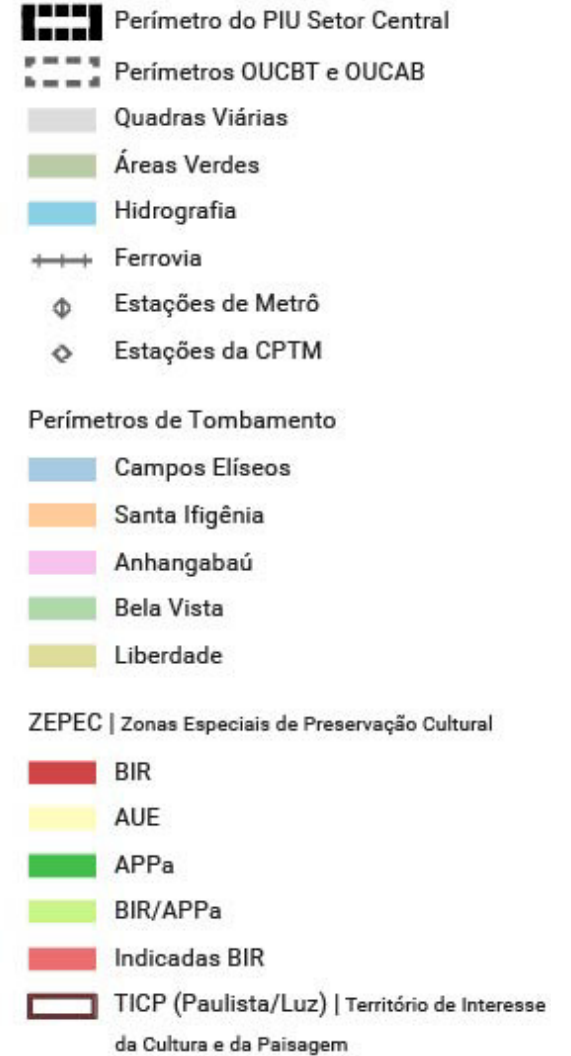 Perímetro do PIU Setor Central
Perímetros OUCBT e OUCAB
Quadras Viárias
Áreas Verdes
Hidrografia
Ferrovia
Estações de Metrô
Estações da CPTM
Perímetros de Tombamento
Campos Elíseos
Santa Ifigênia
Anhangabaú
Bela Vista
Liberdade
ZEPEC | Zonas Especiais de Preservação Cultural
BIR
AUE
APPa
BIR/APPa
Indicadas BIR
TICP (Paulista/Luz) | Território de Interesse
da Cultura e da Paisagem